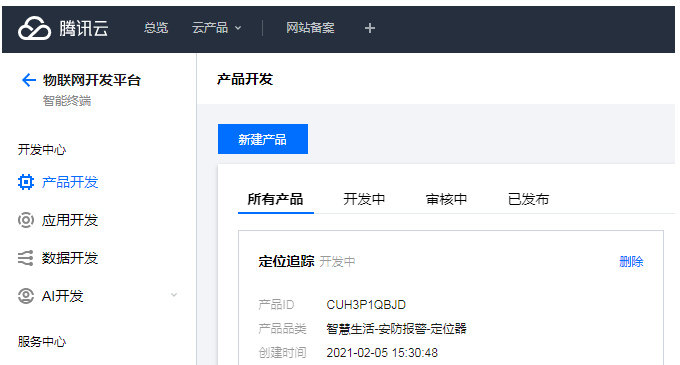 腾讯云 总览 云产品 网站备案
物联网开发平台
智能终端
开发中心
产品开发
应用开发
数据开发
AI开发
服务中心
产品开发
新建产品
所有产品 开发中 审核中 已发布
定位追踪 开发中 删除
产品ID CUH3P1QBJD
产品品类 智慧生活-安防报警-定位器
创建时间 2021-02-05 15:30:48